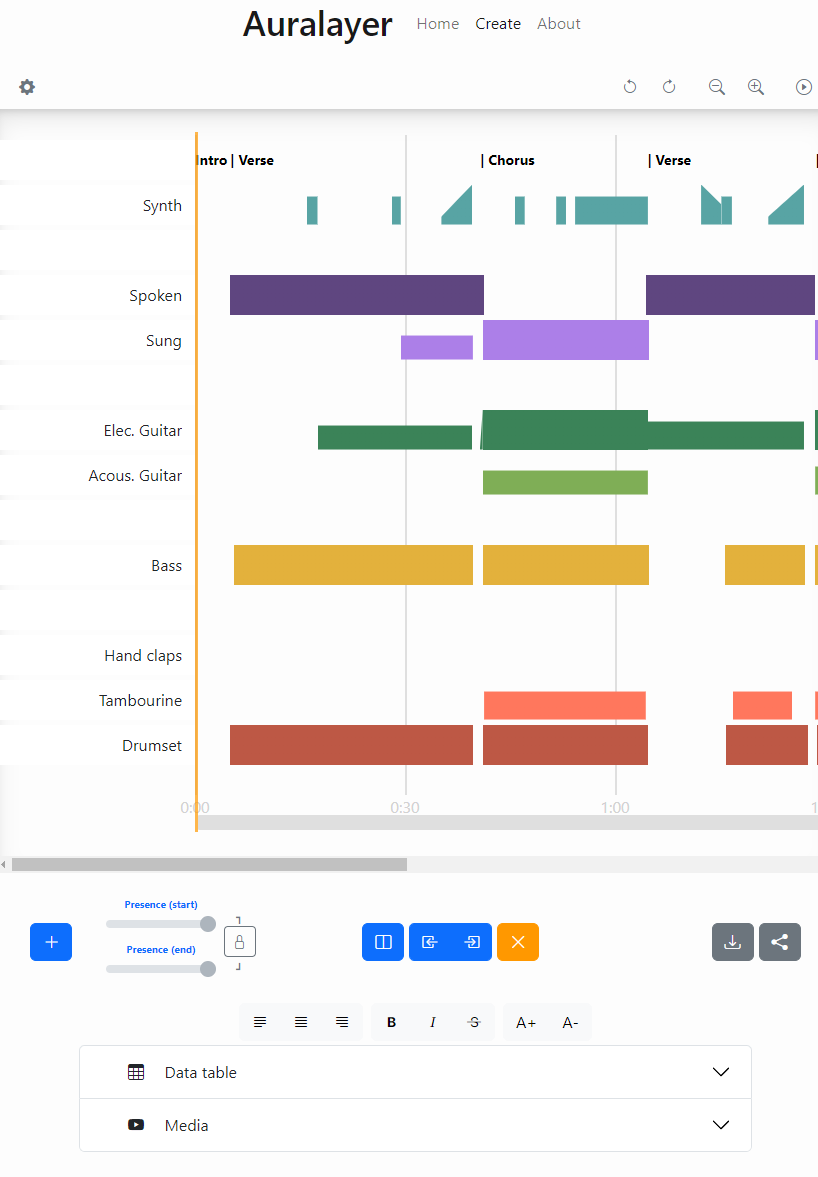 Auralayer Home Create About
Intro | Verse | Chorus | Verse |
Synth
Spoken
Sung
Elec. Guitar
Acous. Guitar
Bass
Hand claps
Tambourine
Drumset
0:00 0:30 1:00
Presence (start)
Presence (end)
B I S A+ A-
Data table
Media